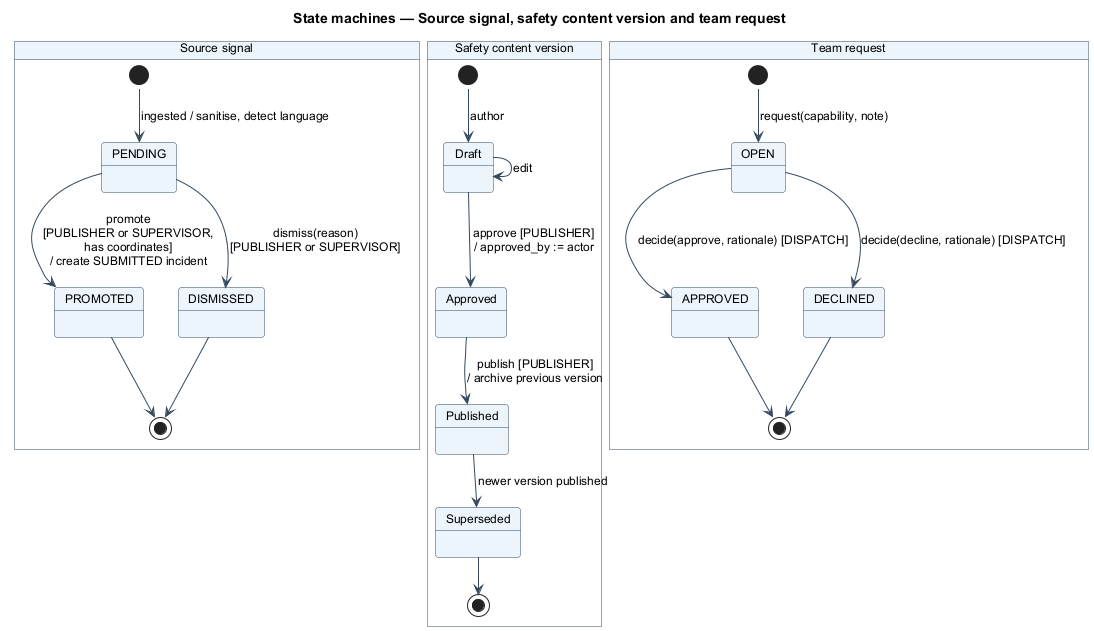 State machines — Source signal, safety content version and team request
Source signal
ingested / sanitise, detect language
PENDING
promote
[PUBLISHER or SUPERVISOR,
has coordinates]
/ create SUBMITTED incident
dismiss(reason)
[PUBLISHER or SUPERVISOR]
PROMOTED
DISMISSED
Safety content version
author
Draft
edit
approve [PUBLISHER]
/ approved_by := actor
Approved
publish [PUBLISHER]
/ archive previous version
Published
newer version published
Superseded
Team request
request(capability, note)
OPEN
decide(approve, rationale) [DISPATCH]
decide(decline, rationale) [DISPATCH]
APPROVED
DECLINED